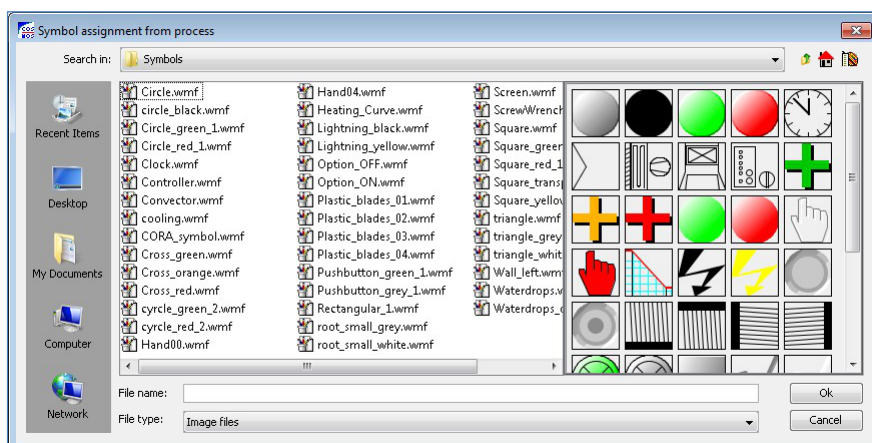 Symbol assignment from process
Search in:
Symbols
Recent Items
Desktop
My Documents
Computer
Network
Circle.wmf
circle_black.wmf
Circle_green_1.wmf
Circle_red_1.wmf
Clock.wmf
Controller.wmf
Convector.wmf
cooling.wmf
CORA_symbol.wmf
Cross_green.wmf
Cross_orange.wmf
Cross_red.wmf
cyrcle_green_2.wmf
cyrcle_red_2.wmf
Hand00.wmf
Hand04.wmf
Heating_Curve.wmf
Lightning_black.wmf
Lightning_yellow.wmf
Option_OFF.wmf
Option_ON.wmf
Plastic_blades_01.wmf
Plastic_blades_02.wmf
Plastic_blades_03.wmf
Plastic_blades_04.wmf
Pushbutton_green_1.wmf
Pushbutton_grey_1.wmf
Rectangular_1.wmf
root_small_grey.wmf
root_small_white.wmf
Screen.wmf
ScrewWrench
Square.wmf
Square_green
Square_red_1
Square_transp
Square_yellov
triangle.wmf
triangle_grey
triangle_whit
Wall_left.wm
Waterdrops.v
Waterdrops_c
File name:
Ok
File type:
Image files
Cancel